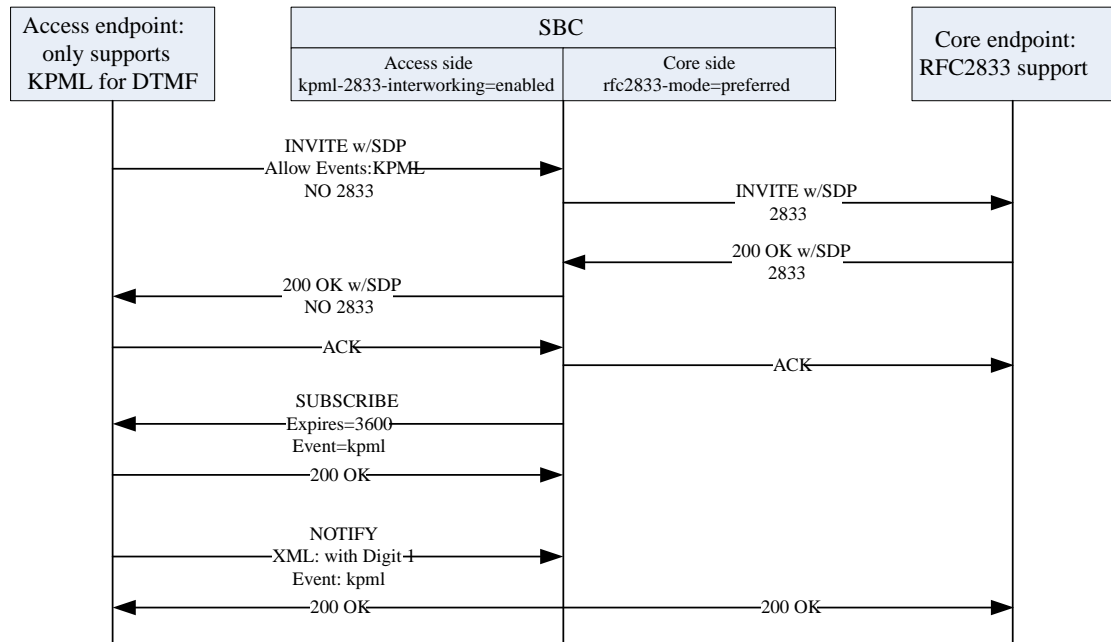 Access endpoint:
only supports
KPML for DTMF
SBC
Access side
kpml-2833-interworking=enabled
Core side
rfc2833-mode=preferred
Core endpoint:
RFC2833 support
INVITE w/SDP
Allow Events:KPML
NO 2833
INVITE w/SDP
2833
200 OK w/SDP
2833
200 OK w/SDP
NO 2833
ACK
ACK
SUBSCRIBE
Expires=3600
Event=kpml
200 OK
NOTIFY
XML: with Digit 1
Event: kpml
200 OK
200 OK